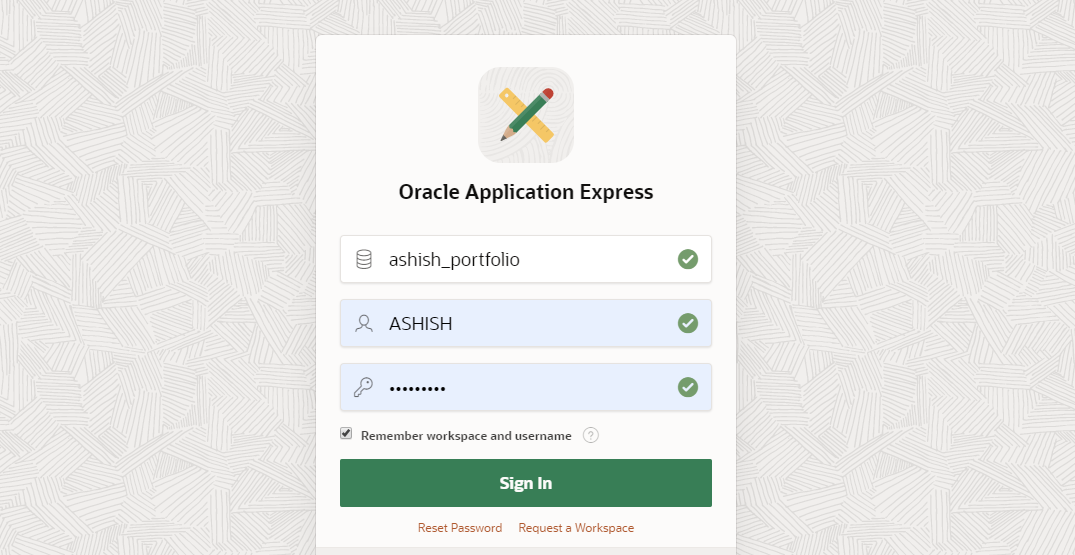 Oracle Application Express
ashish_portfolio
ASHISH
•••••••••
Remember workspace and username ?
Sign In
Reset Password Request a Workspace